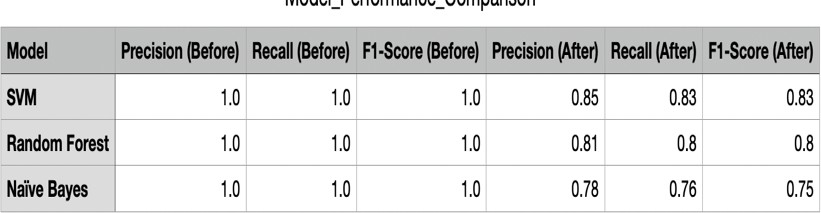 Model_Performance_Comparison
Model Precision (Before) Recall (Before) F1-Score (Before) Precision (After) Recall (After) F1-Score (After)
SVM 1.0 1.0 1.0 0.85 0.83 0.83
Random Forest 1.0 1.0 1.0 0.81 0.8 0.8
Naïve Bayes 1.0 1.0 1.0 0.78 0.76 0.75